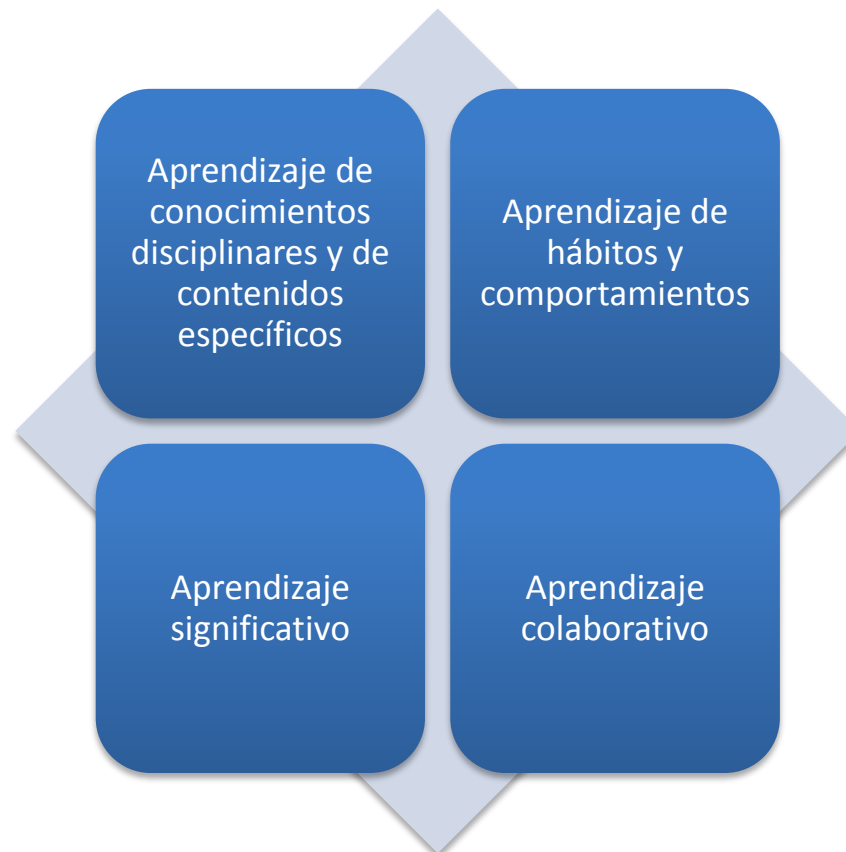 Aprendizaje de
conocimientos
disciplinares y de
contenidos
específicos
Aprendizaje de
hábitos y
comportamientos
Aprendizaje
significativo
Aprendizaje
colaborativo